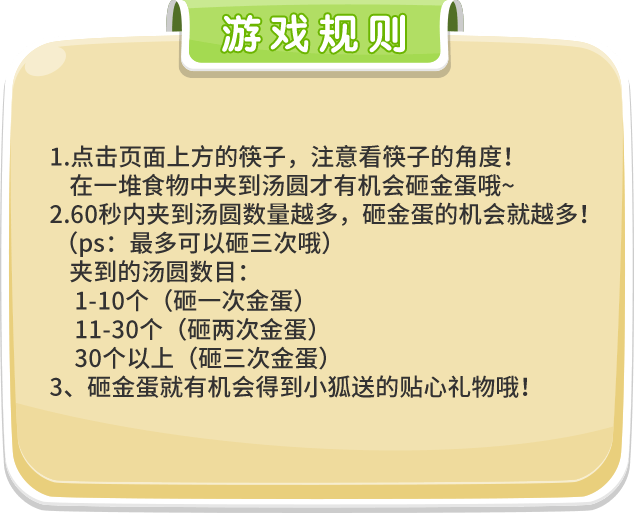 游戏规则
1.点击页面上方的筷子，注意看筷子的角度！
在一堆食物中夹到汤圆才有机会砸金蛋哦~
2.60秒内夹到汤圆数量越多，砸金蛋的机会就越多！
（ps：最多可以砸三次哦）
夹到的汤圆数目：
1-10个（砸一次金蛋）
11-30个（砸两次金蛋）
30个以上（砸三次金蛋）
3、砸金蛋就有机会得到小狐送的贴心礼物哦！